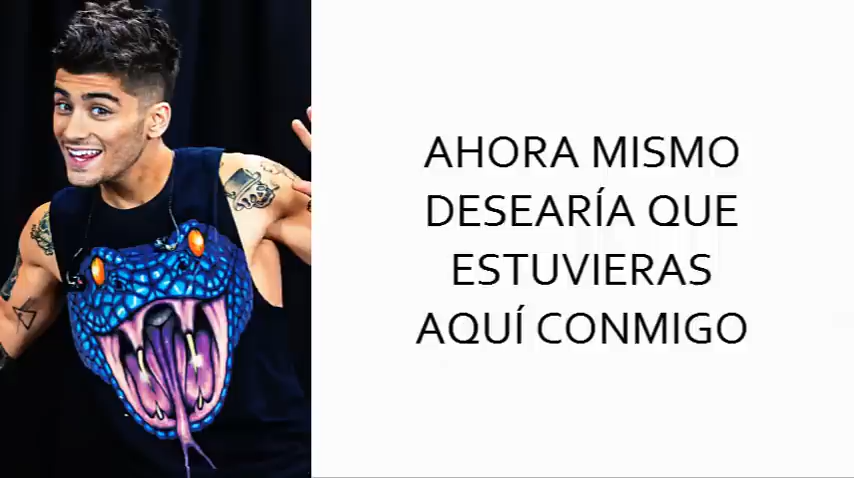 AHORA MISMO
DESEARÍA QUE
ESTUVIERAS
AQUÍ CONMIGO